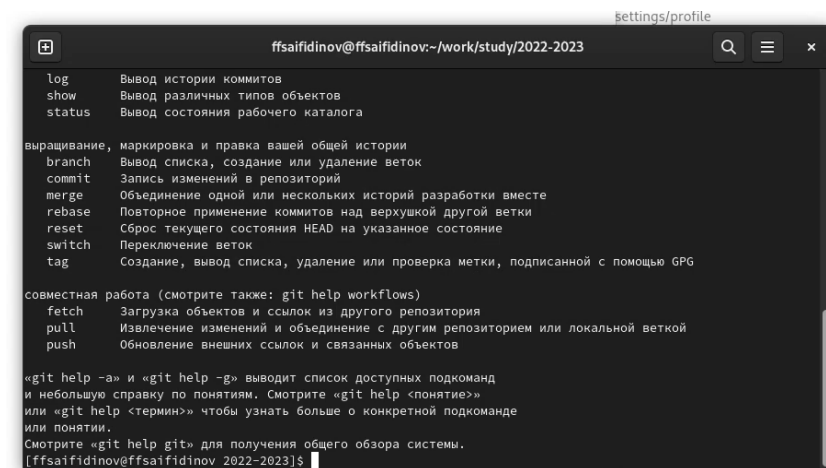 settings/profile
ffsaifidinov@ffsaifidinov:~/work/study/2022-2023
log Вывод истории коммитов
show Вывод различных типов объектов
status Вывод состояния рабочего каталога
выращивание, маркировка и правка вашей общей истории
branch Вывод списка, создание или удаление веток
commit Запись изменений в репозиторий
merge Объединение одной или нескольких историй разработки вместе
rebase Повторное применение коммитов над верхушкой другой ветки
reset Сброс текущего состояния HEAD на указанное состояние
switch Переключение веток
tag Создание, вывод списка, удаление или проверка метки, подписанной с помощью GPG
совместная работа (смотрите также: git help workflows)
fetch Загрузка объектов и ссылок из другого репозитория
pull Извлечение изменений и объединение с другим репозиторием или локальной веткой
push Обновление внешних ссылок и связанных объектов
«git help -a» и «git help -g» выводит список доступных подкоманд
и небольшую справку по понятиям. Смотрите «git help <понятие>»
или «git help <термин>» чтобы узнать больше о конкретной подкоманде
или понятии.
Смотрите «git help git» для получения общего обзора системы.
[ffsaifidinov@ffsaifidinov 2022-2023]$